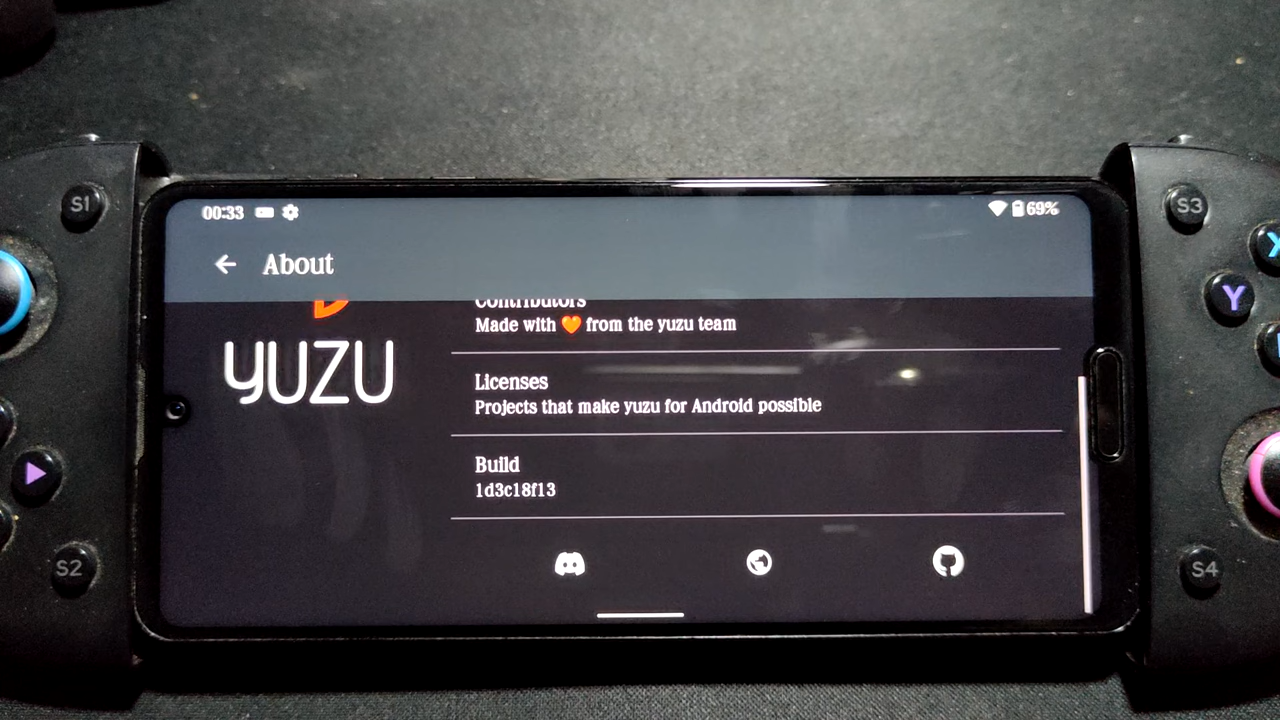 S1
S3
00:33
69%
About
X
Y
Contributors
Made with ❤ from the yuzu team
yuzu
Licenses
Projects that make yuzu for Android possible
Build
1d3c18f13
S2
S4